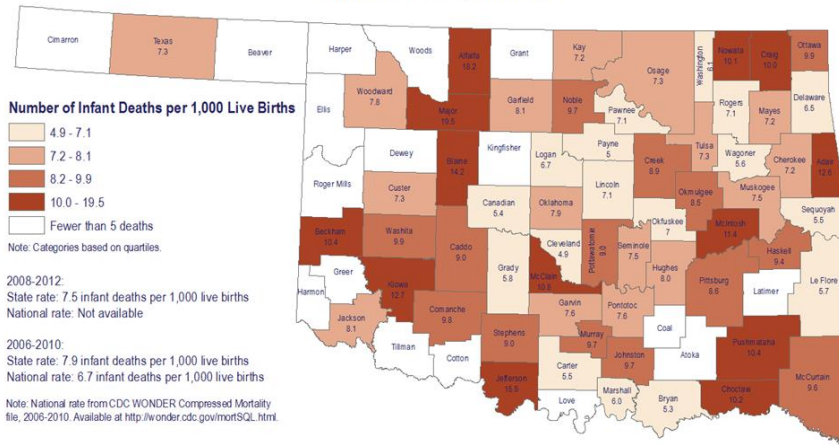 Cimarron
Texas
7.3
Beaver
Harper
Woods
Alfalfa
18.2
Grant
Kay
7.2
Osage
7.3
Washington
6.1
Nowata
10.1
Craig
10.0
Ottawa
9.9
Ellis
Woodward
7.8
Major
19.5
Garfield
8.1
Noble
9.7
Pawnee
7.1
Rogers
7.1
Mayes
7.2
Delaware
6.5
Number of Infant Deaths per 1,000 Live Births
4.9 - 7.1
7.2 - 8.1
8.2 - 9.9
10.0 - 19.5
Fewer than 5 deaths
Note: Categories based on quartiles.
Roger Mills
Dewey
Custer
7.3
Blaine
14.2
Kingfisher
Logan
6.7
Payne
5
Creek
8.9
Tulsa
7.3
Wagoner
5.6
Cherokee
7.2
Adair
12.6
Canadian
5.4
Oklahoma
7.9
Lincoln
7.1
Okmulgee
8.5
Muskogee
7.5
Sequoyah
5.5
Beckham
10.4
Washita
9.9
Caddo
9.0
Grady
5.8
Cleveland
4.9
McClain
10.8
Pottawatomie
9.0
Seminole
7.5
Okfuskee
7
McIntosh
11.4
Haskell
9.4
Le Flore
5.7
Harmon
Greer
Kiowa
12.7
Comanche
9.8
Garvin
7.6
Pontotoc
7.6
Hughes
8.0
Pittsburg
8.6
Latimer
Jackson
8.1
Tillman
Cotton
Stephens
9.0
Murray
9.7
Johnston
9.7
Coal
Atoka
Pushmataha
10.4
McCurtain
9.6
Jefferson
15.5
Carter
5.5
Love
Marshall
6.0
Bryan
5.3
Choctaw
10.2
2008-2012:
State rate: 7.5 infant deaths per 1,000 live births
National rate: Not available
2006-2010:
State rate: 7.9 infant deaths per 1,000 live births
National rate: 6.7 infant deaths per 1,000 live births
Note: National rate from CDC WONDER Compressed Mortality
file, 2006-2010. Available at http://wonder.cdc.gov/mortSQL.html.